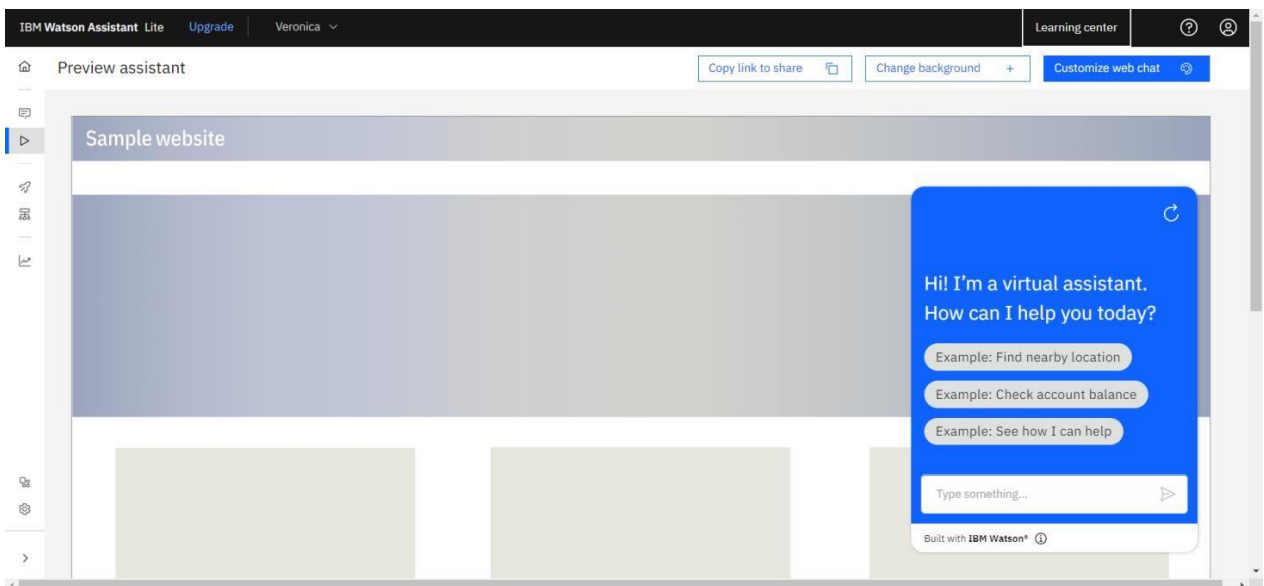 IBM Watson Assistant Lite Upgrade Veronica Learning center
Preview assistant Copy link to share Change background + Customize web chat
Sample website
Hi! I'm a virtual assistant.
How can I help you today?
Example: Find nearby location
Example: Check account balance
Example: See how I can help
Type something...
Built with IBM Watson®